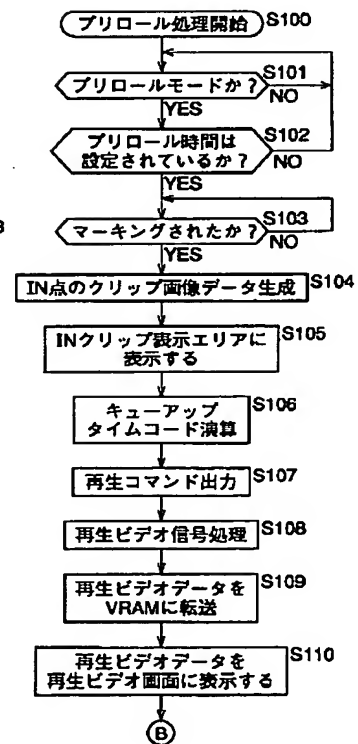 プリロール処理開始 S100
プリロールモードか？ S101
NO
YES
プリロール時間は S102
設定されているか？ NO
YES
マーキングされたか？ S103
NO
YES
IN点のクリップ画像データ生成 S104
INクリップ表示エリアに S105
表示する
キューアップ S106
タイムコード演算
再生コマンド出力 S107
再生ビデオ信号処理 S108
再生ビデオデータを S109
VRAMに転送
再生ビデオデータを S110
再生ビデオ画面に表示する
B